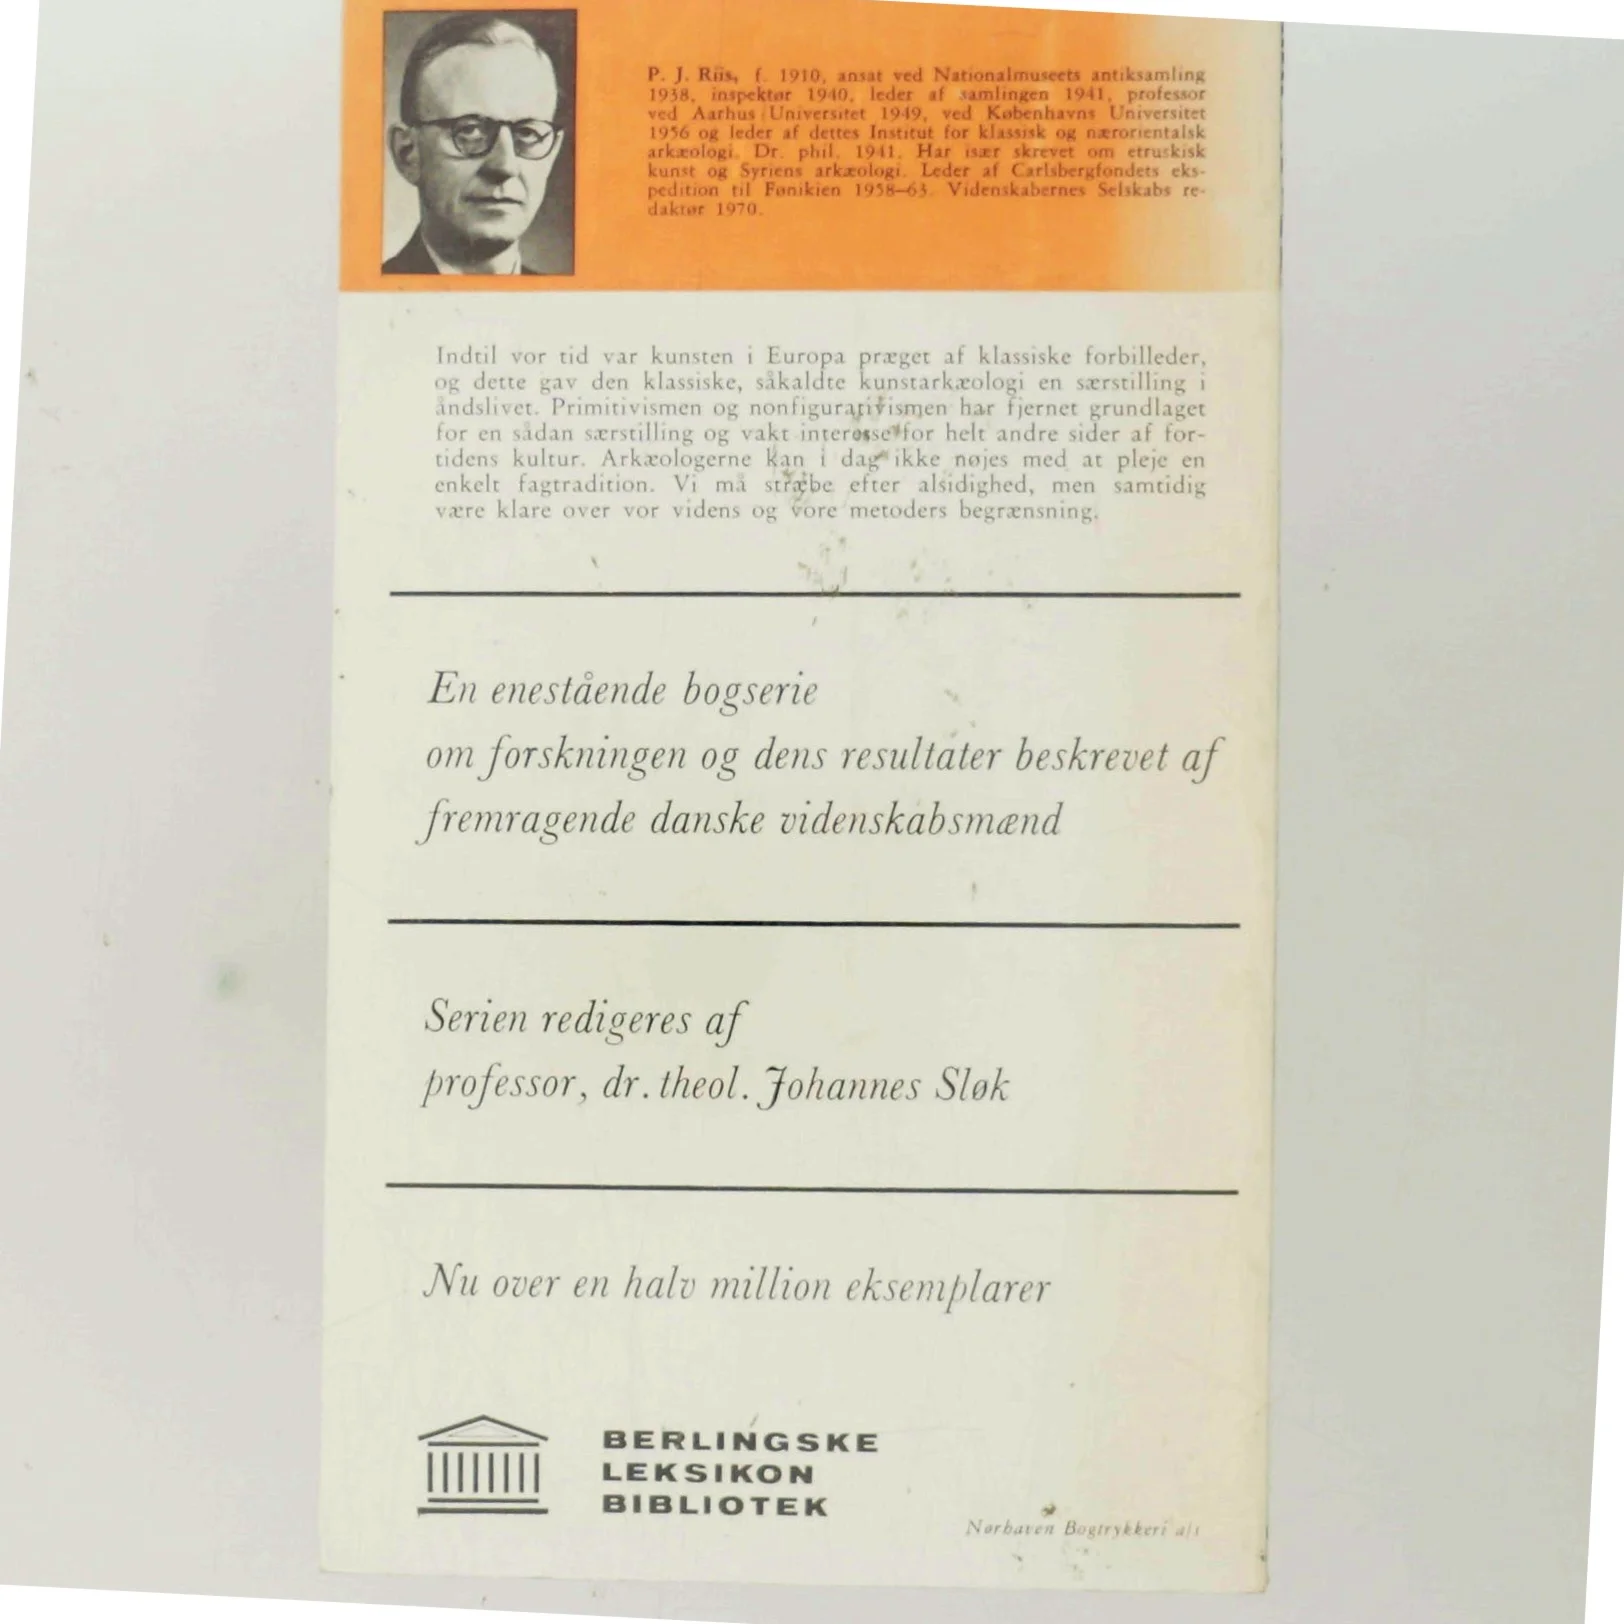 P. J. Riis, f. 1910, ansat ved Nationalmuseets antiksamling
1938, inspektør 1940, leder af samlingen 1941, professor
ved Aarhus Universitet 1949, ved Københavns Universitet
1956 og leder af dettes Institut for klassisk og nærorientalsk
arkæologi. Dr. phil. 1941. Har især skrevet om etruskisk
kunst og Syriens arkæologi. Leder af Carlsbergfondets eks-
pedition til Fønikien 1958–63. Videnskabernes Selskabs re-
daktør 1970.
Indtil vor tid var kunsten i Europa præget af klassiske forbilleder,
og dette gav den klassiske, såkaldte kunstarkæologi en særstilling i
åndslivet. Primitivismen og nonfigurativismen har fjernet grundlaget
for en sådan særstilling og vakt interesse for helt andre sider af for-
tidens kultur. Arkæologerne kan i dag ikke nøjes med at pleje en
enkelt fagtradition. Vi må stræbe efter alsidighed, men samtidig
være klare over vor videns og vore metoders begrænsning.
En enestående bogserie
om forskningen og dens resultater beskrevet af
fremragende danske videnskabsmænd
Serien redigeres af
professor, dr. theol. Johannes Sløk
Nu over en halv million eksemplarer
BERLINGSKE
LEKSIKON
BIBLIOTEK
Nørhaven Bogtrykkeri a/s